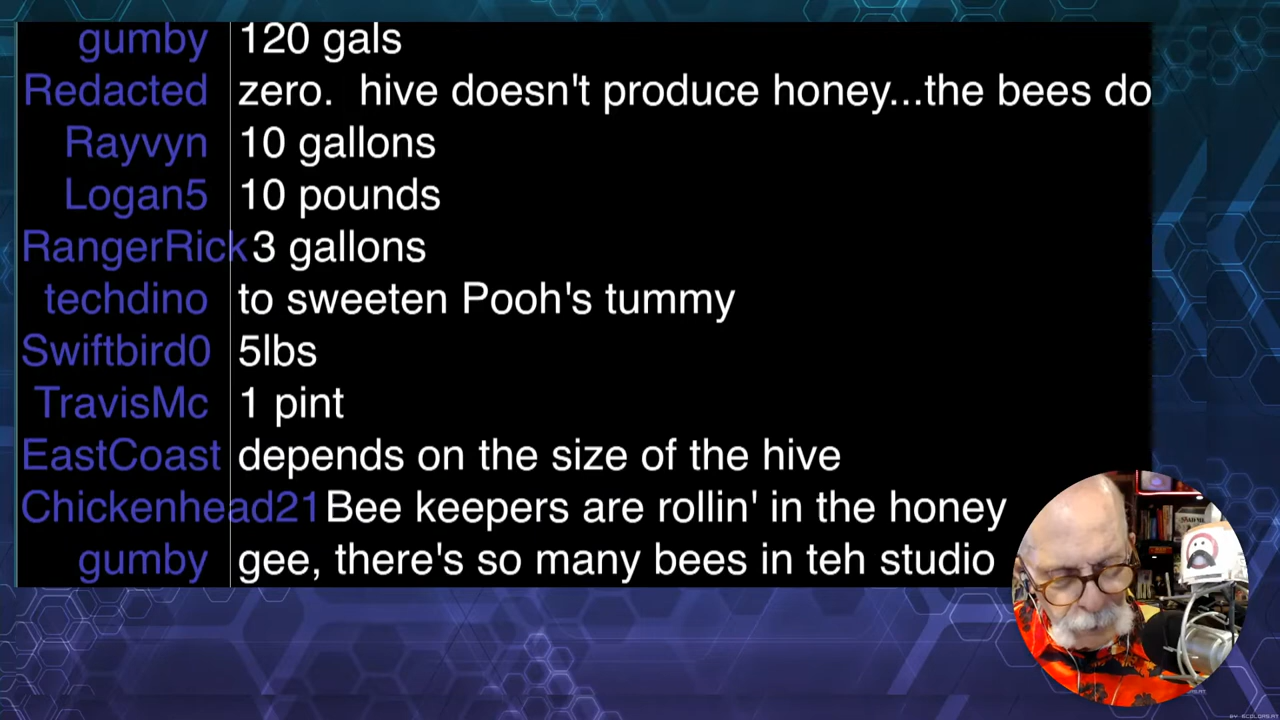 gumby 120 gals
Redacted zero. hive doesn't produce honey...the bees do
Rayvyn 10 gallons
Logan5 10 pounds
RangerRick 3 gallons
techdino to sweeten Pooh's tummy
Swiftbird0 5lbs
TravisMc 1 pint
EastCoast depends on the size of the hive
Chickenhead21 Bee keepers are rollin' in the honey
gumby gee, there's so many bees in teh studio